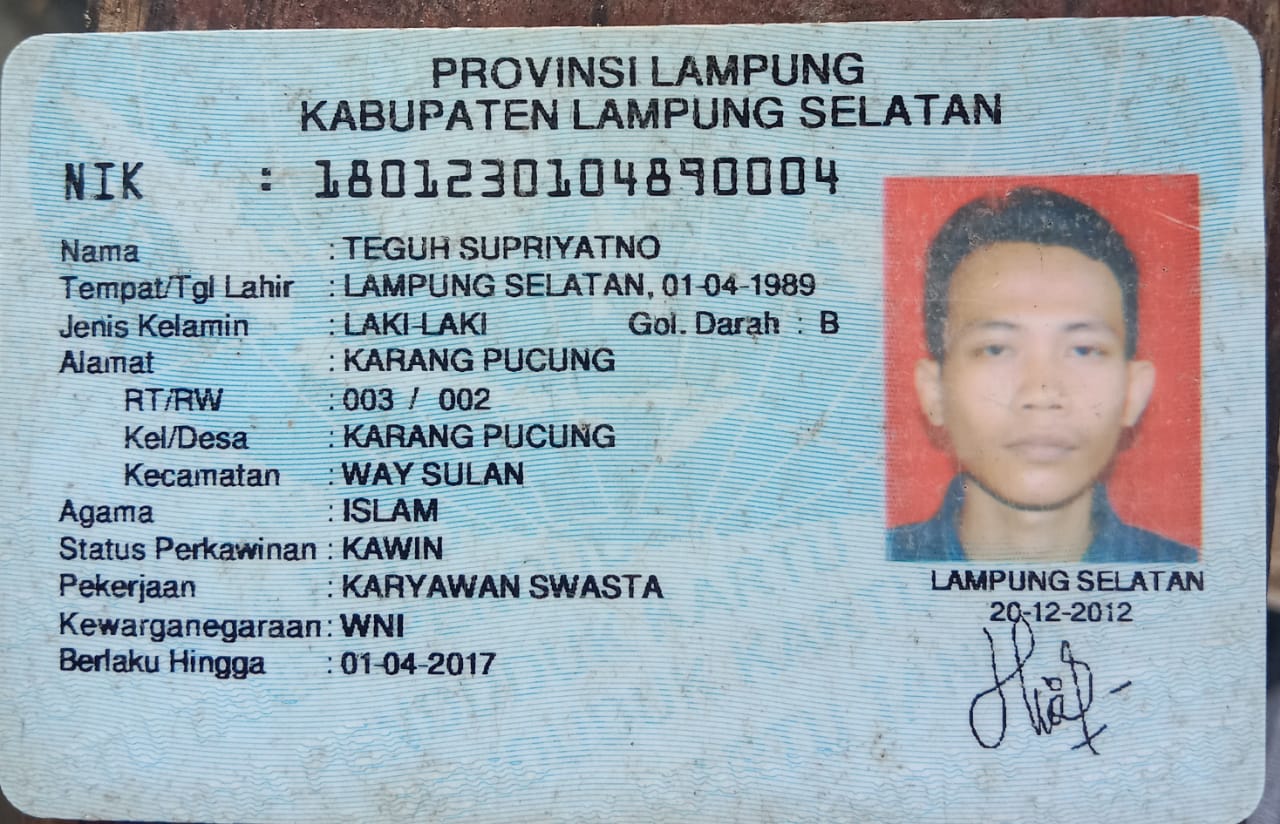 PROVINSI LAMPUNG
KABUPATEN LAMPUNG SELATAN
NIK : 1801230104890004
Nama : TEGUH SUPRIYATNO
Tempat/Tgl Lahir : LAMPUNG SELATAN, 01-04-1989
Jenis Kelamin : LAKI-LAKI Gol. Darah : B
Alamat : KARANG PUCUNG
RT/RW : 003 / 002
Kel/Desa : KARANG PUCUNG
Kecamatan : WAY SULAN
Agama : ISLAM
Status Perkawinan : KAWIN
Pekerjaan : KARYAWAN SWASTA
Kewarganegaraan : WNI
Berlaku Hingga : 01-04-2017
LAMPUNG SELATAN
20-12-2012